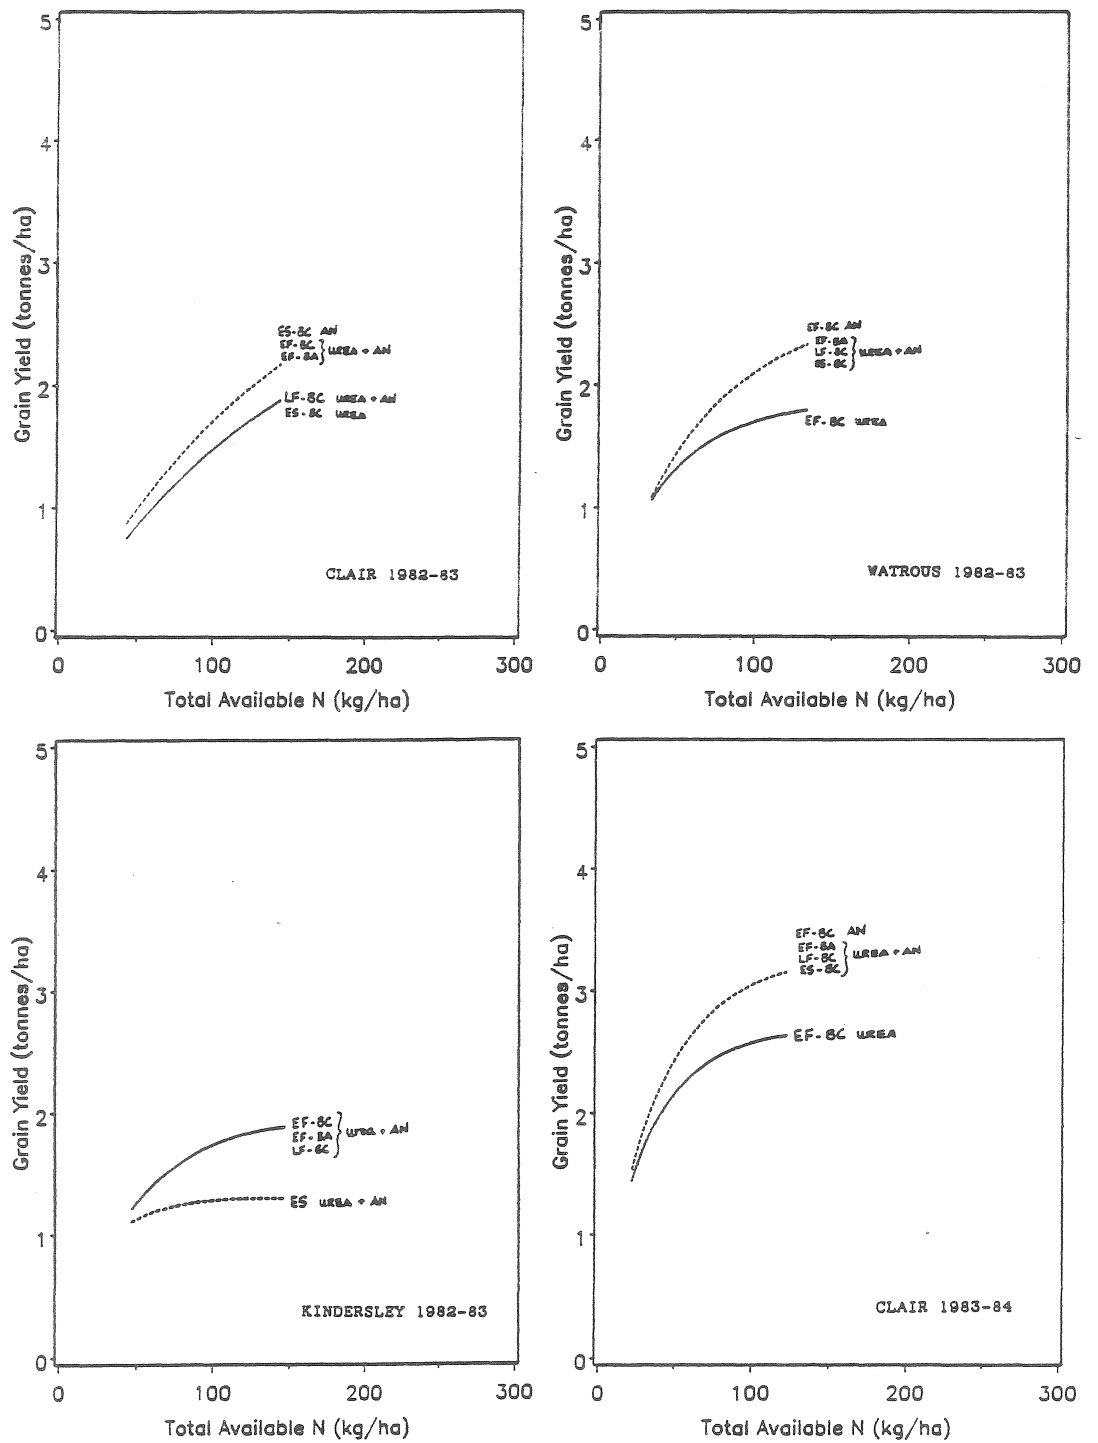 5
4
3
2
1
0
Grain Yield (tonnes/ha)
ES-BC AN
EF-BC
EF-BA } UREA + AN
LF-BC UREA + AN
ES-BC UREA
CLAIR 1982-83
0 100 200 300
Total Available N (kg/ha)
5
4
3
2
1
0
Grain Yield (tonnes/ha)
EF-BC AN
EF-BA
LF-BC } UREA + AN
ES-BC
EF-BC UREA
WATROUS 1982-83
0 100 200 300
Total Available N (kg/ha)
5
4
3
2
1
0
Grain Yield (tonnes/ha)
EF-BC
EF-BA } Urea + AN
LF-BC
ES UREA + AN
KINDERSLEY 1982-83
0 100 200 300
Total Available N (kg/ha)
5
4
3
2
1
0
Grain Yield (tonnes/ha)
EF-BC AN
EF-BA
LF-BC } UREA + AN
ES-BC
EF-BC UREA
CLAIR 1983-84
0 100 200 300
Total Available N (kg/ha)